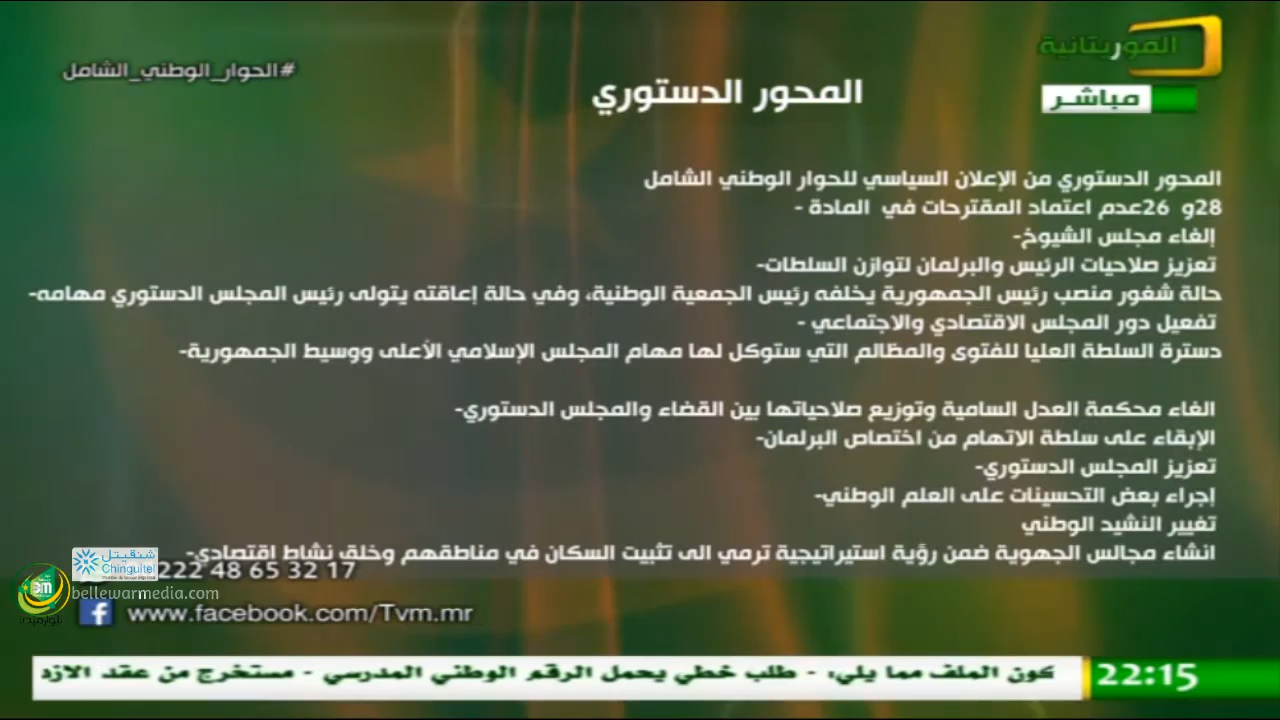 الموريتانية
#الحوار_الوطني_الشامل
مباشر
المحور الدستوري
المحور الدستوري من الإعلان السياسي للحوار الوطني الشامل
28و 26عدم اعتماد المقترحات في المادة -
إلغاء مجلس الشيوخ-
تعزيز صلاحيات الرئيس والبرلمان لتوازن السلطات-
حالة شغور منصب رئيس الجمهورية يخلفه رئيس الجمعية الوطنية، وفي حالة إعاقته يتولى رئيس المجلس الدستوري مهامه-
تفعيل دور المجلس الاقتصادي والاجتماعي -
دسترة السلطة العليا للفتوى والمظالم التي ستوكل لها مهام المجلس الإسلامي الأعلى ووسيط الجمهورية-
الغاء محكمة العدل السامية وتوزيع صلاحياتها بين القضاء والمجلس الدستوري-
الإبقاء على سلطة الاتهام من اختصاص البرلمان-
تعزيز المجلس الدستوري-
إجراء بعض التحسينات على العلم الوطني-
تغيير النشيد الوطني
انشاء مجالس الجهوية ضمن رؤية استيراتيجية ترمي الى تثبيت السكان في مناطقهم وخلق نشاط اقتصادي-
شنقيتل
Chinguitel
222 48 65 32 17
bellewarmedia.com
www.facebook.com/Tvm.mr
كون الملف مما يلي: - طلب خطي يحمل الرقم الوطني المدرسي - مستخرج من عقد الازد
22:15